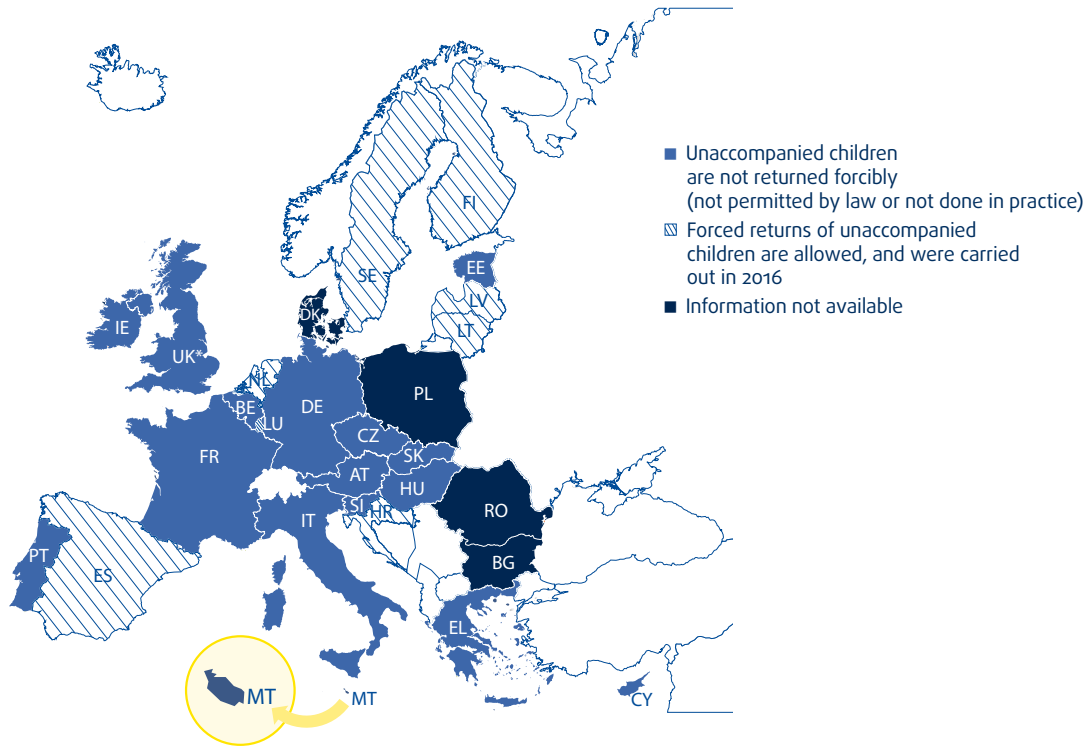 Unaccompanied children
are not returned forcibly
(not permitted by law or not done in practice)
Forced returns of unaccompanied
children are allowed, and were carried
out in 2016
Information not available
FI
SE
EE
LV
LT
DK
IE
UK*
NL
BE
LU
DE
PL
CZ
SK
FR
AT
HU
SI
HR
IT
RO
BG
PT
ES
EL
MT
MT
CY